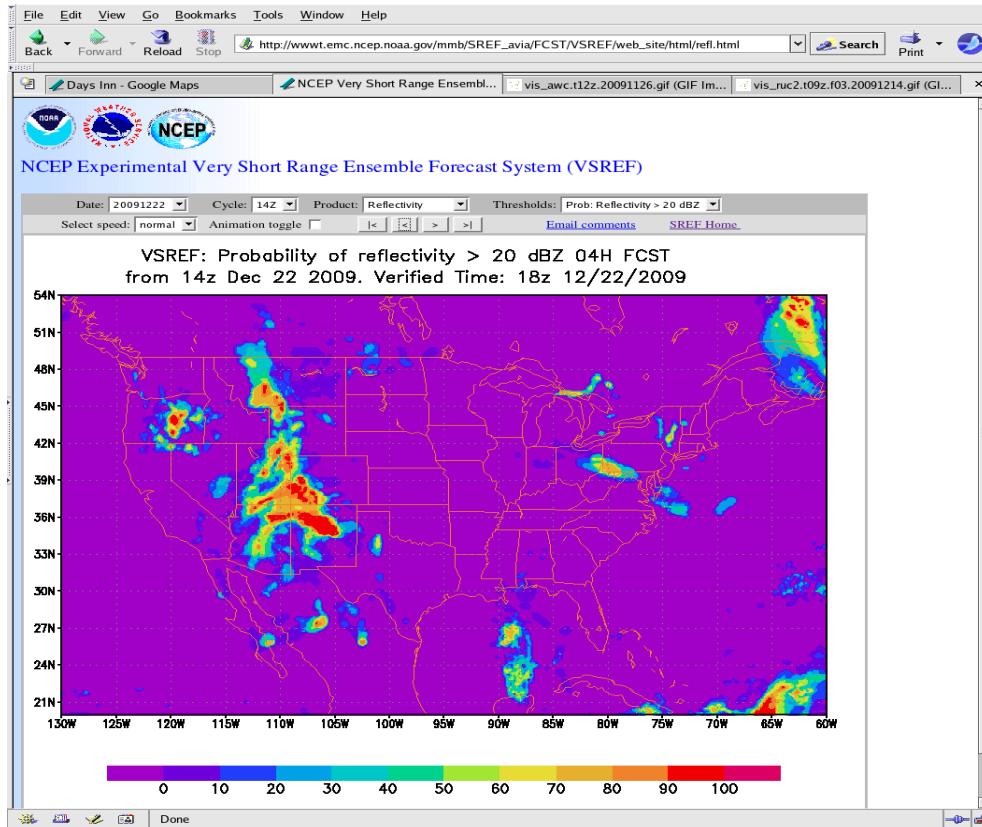 File Edit View Go Bookmarks Tools Window Help
Back Forward Reload Stop http://wwwt.emc.ncep.noaa.gov/mmb/SREF_avia/FCST/VSREF/web_site/html/refl.html Search Print
Days Inn - Google Maps NCEP Very Short Range Ensembl... vis_awc.t12z.20091126.gif (GIF Im... vis_ruc2.t09z.f03.20091214.gif (GI...
NOAA NATIONAL WEATHER SERVICE NCEP
NCEP Experimental Very Short Range Ensemble Forecast System (VSREF)
Date: 20091222 Cycle: 14Z Product: Reflectivity Thresholds: Prob: Reflectivity > 20 dBZ
Select speed: normal Animation toggle |< < > >| Email comments SREF Home
VSREF: Probability of reflectivity > 20 dBZ 04H FCST
from 14z Dec 22 2009. Verified Time: 18z 12/22/2009
54N
51N
48N
45N
42N
39N
36N
33N
30N
27N
24N
21N
130W 125W 120W 115W 110W 105W 100W 95W 90W 85W 80W 75W 70W 65W 60W
0 10 20 30 40 50 60 70 80 90 100
Done